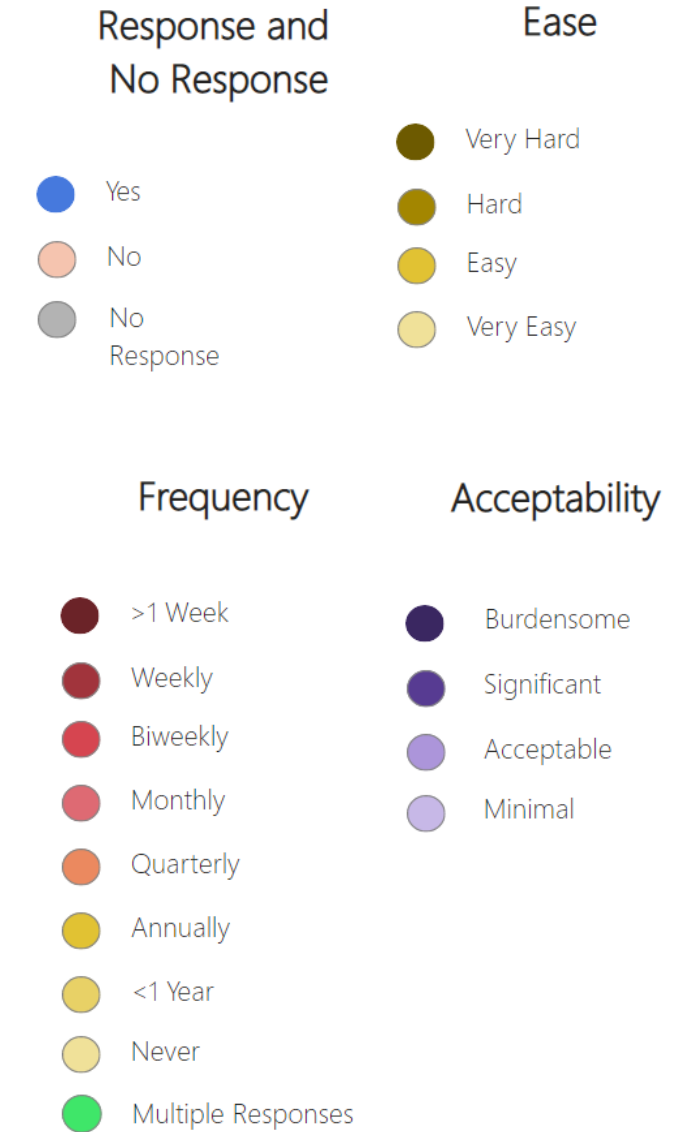 Response and
No Response
Yes
No
No
Response
Ease
Very Hard
Hard
Easy
Very Easy
Frequency
>1 Week
Weekly
Biweekly
Monthly
Quarterly
Annually
<1 Year
Never
Multiple Responses
Acceptability
Burdensome
Significant
Acceptable
Minimal